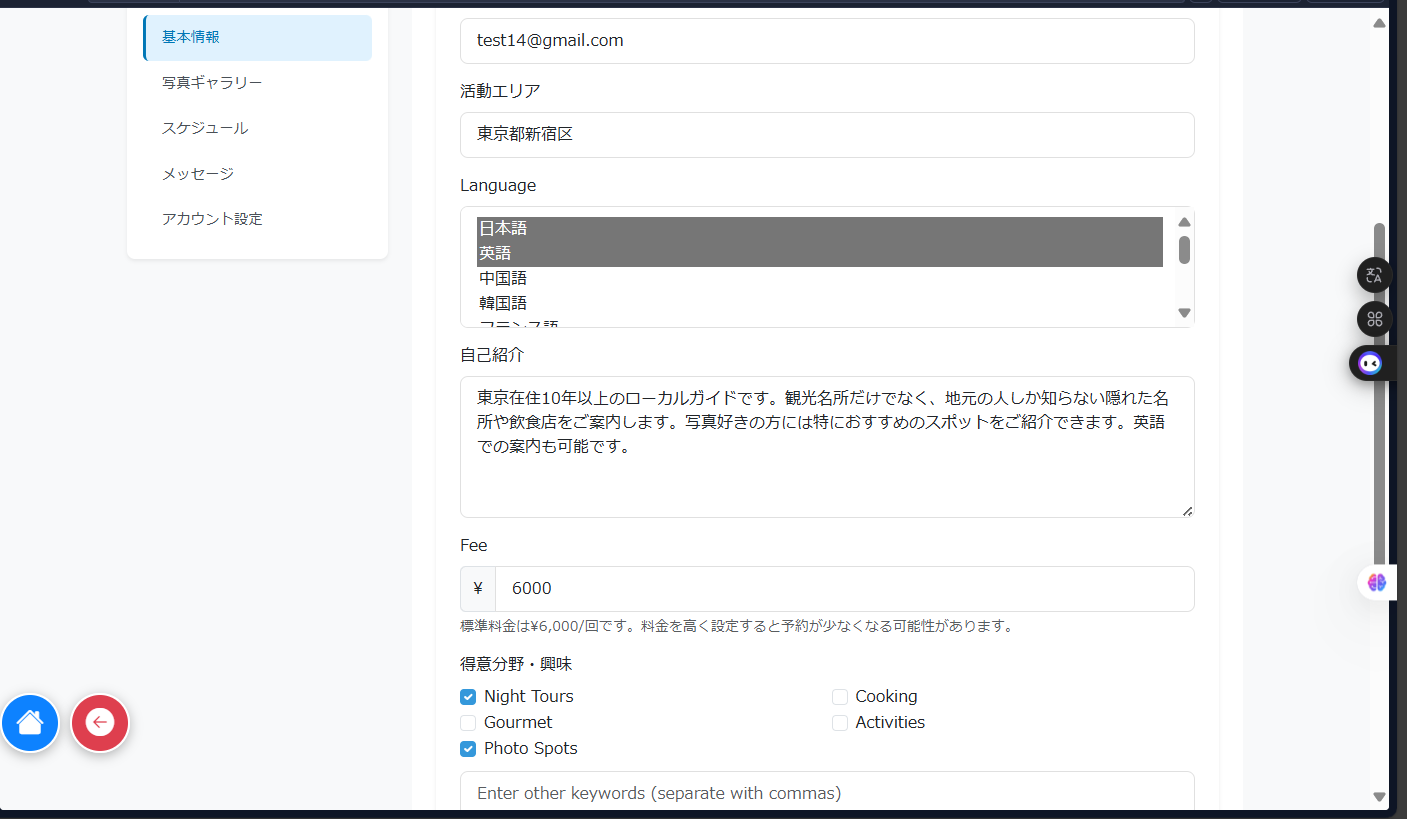 基本情報
写真ギャラリー
スケジュール
メッセージ
アカウント設定
test14@gmail.com
活動エリア
東京都新宿区
Language
日本語
英語
中国語
韓国語
フランス語
自己紹介
東京在住10年以上のローカルガイドです。観光名所だけでなく、地元の人しか知らない隠れた名
所や飲食店をご案内します。写真好きの方には特におすすめのスポットをご紹介できます。英語
での案内も可能です。
Fee
¥ 6000
標準料金は¥6,000/回です。料金を高く設定すると予約が少なくなる可能性があります。
得意分野・興味
Night Tours
Cooking
Gourmet
Activities
Photo Spots
Enter other keywords (separate with commas)